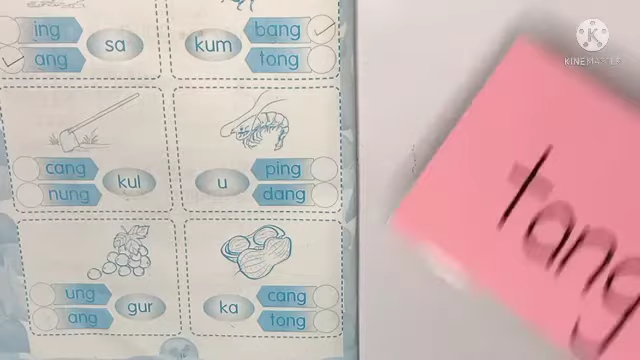 ing
ang
sa
kum
bang
tong
cang
nung
kul
u
ping
dang
ung
ang
gur
ka
cang
tong
tang
K
KINEMASTER